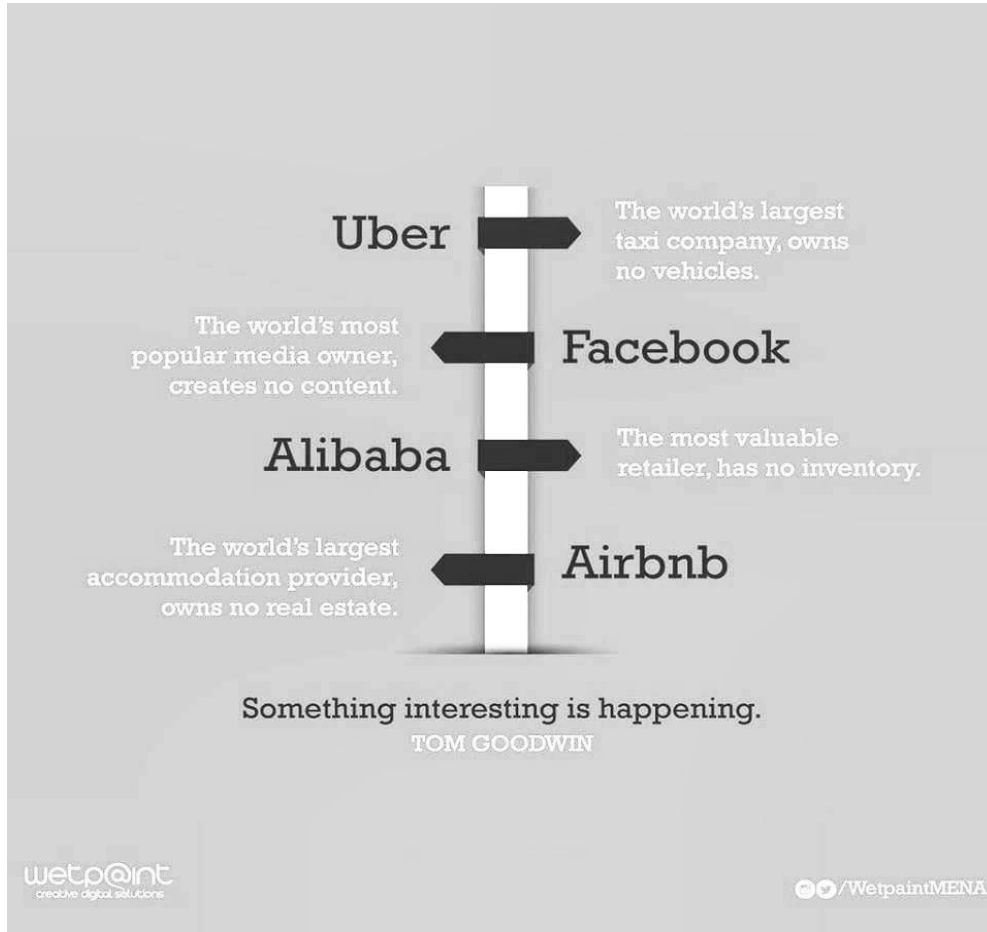 Uber
The world's largest
taxi company, owns
no vehicles.
The world's most
popular media owner,
creates no content.
Facebook
Alibaba
The most valuable
retailer, has no inventory.
The world's largest
accommodation provider,
owns no real estate.
Airbnb
Something interesting is happening.
TOM GOODWIN
wetp@int
creative digital solutions
/WetpaintMENA